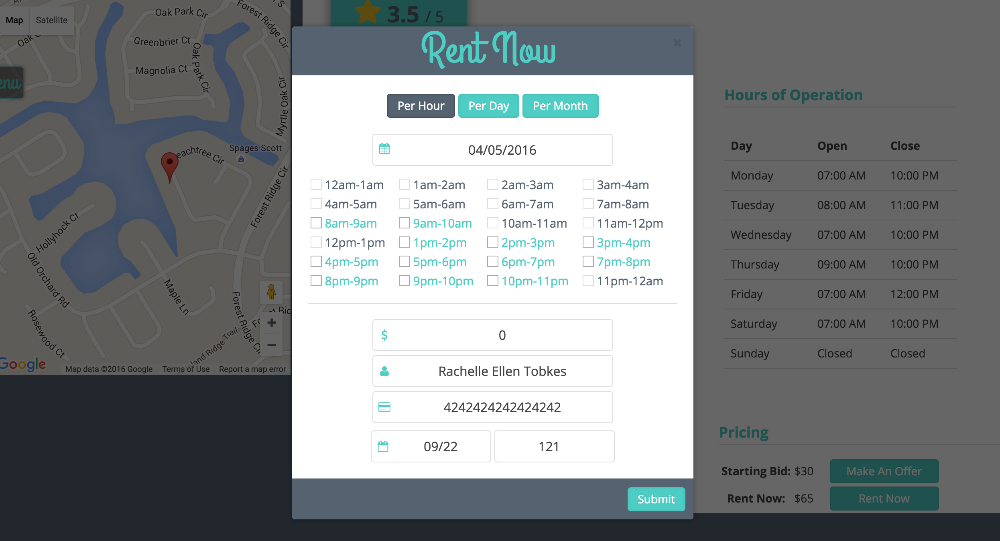 Map
Satellite
Oak Park Cir
Forest Ridge Cir
Greenbrier Ct
Oak Park Cir
Magnolia Ct
Myrtle Oak Cir
enu
eachtree Cir
Spages Scott
Forest Ridge Cir
Hollyhock Ct
Old Orchard Rd
Maple Ln
Forest Ridge Cir
Rosewood Ct
Island Ridge Trail
Google
Map data ©2016 Google
Terms of Use
Report a map error
3.5 / 5
Rent Now
×
Per Hour
Per Day
Per Month
04/05/2016
12am-1am 1am-2am 2am-3am 3am-4am
4am-5am 5am-6am 6am-7am 7am-8am
8am-9am 9am-10am 10am-11am 11am-12pm
12pm-1pm 1pm-2pm 2pm-3pm 3pm-4pm
4pm-5pm 5pm-6pm 6pm-7pm 7pm-8pm
8pm-9pm 9pm-10pm 10pm-11pm 11pm-12am
$ 0
Rachelle Ellen Tobkes
4242424242424242
09/22 121
Submit
Hours of Operation
Day Open Close
Monday 07:00 AM 10:00 PM
Tuesday 08:00 AM 11:00 PM
Wednesday 07:00 AM 10:00 PM
Thursday 09:00 AM 10:00 PM
Friday 07:00 AM 12:00 PM
Saturday 07:00 AM 10:00 PM
Sunday Closed Closed
Pricing
Starting Bid: $30 Make An Offer
Rent Now: $65 Rent Now